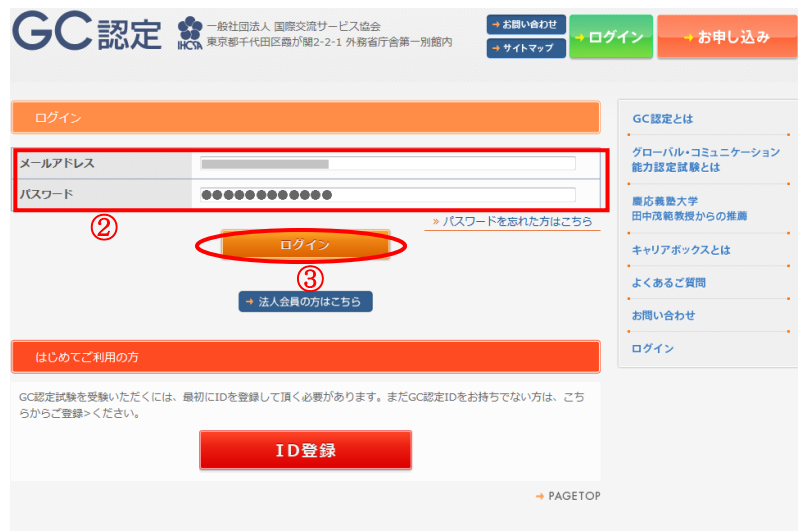 GC認定
IHCSA
一般社団法人 国際交流サービス協会
東京都千代田区霞が関2-2-1 外務省庁舎第一別館内
お問い合わせ
サイトマップ
ログイン
お申し込み
ログイン
メールアドレス
パスワード
●●●●●●●●●●●●
②
» パスワードを忘れた方はこちら
ログイン
③
法人会員の方はこちら
はじめてご利用の方
GC認定試験を受験いただくには、最初にIDを登録して頂く必要があります。まだGC認定IDをお持ちでない方は、こち
らからご登録>ください。
ID登録
PAGETOP
GC認定とは
グローバル・コミュニケーション
能力認定試験とは
慶応義塾大学
田中茂範教授からの推薦
キャリアボックスとは
よくあるご質問
お問い合わせ
ログイン